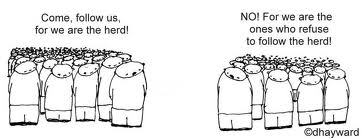 Come, follow us,
for we are the herd!
NO! For we are the
ones who refuse
to follow the herd!
©dhayward